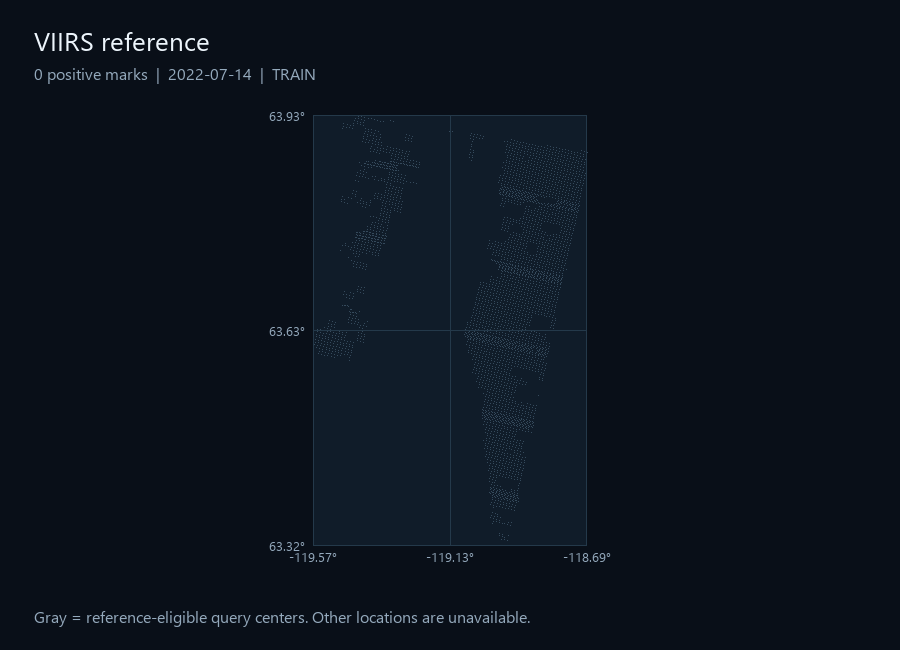 VIIRS reference
0 positive marks | 2022-07-14 | TRAIN
63.93°
63.63°
63.32°
-119.57°
-119.13°
-118.69°
Gray = reference-eligible query centers. Other locations are unavailable.